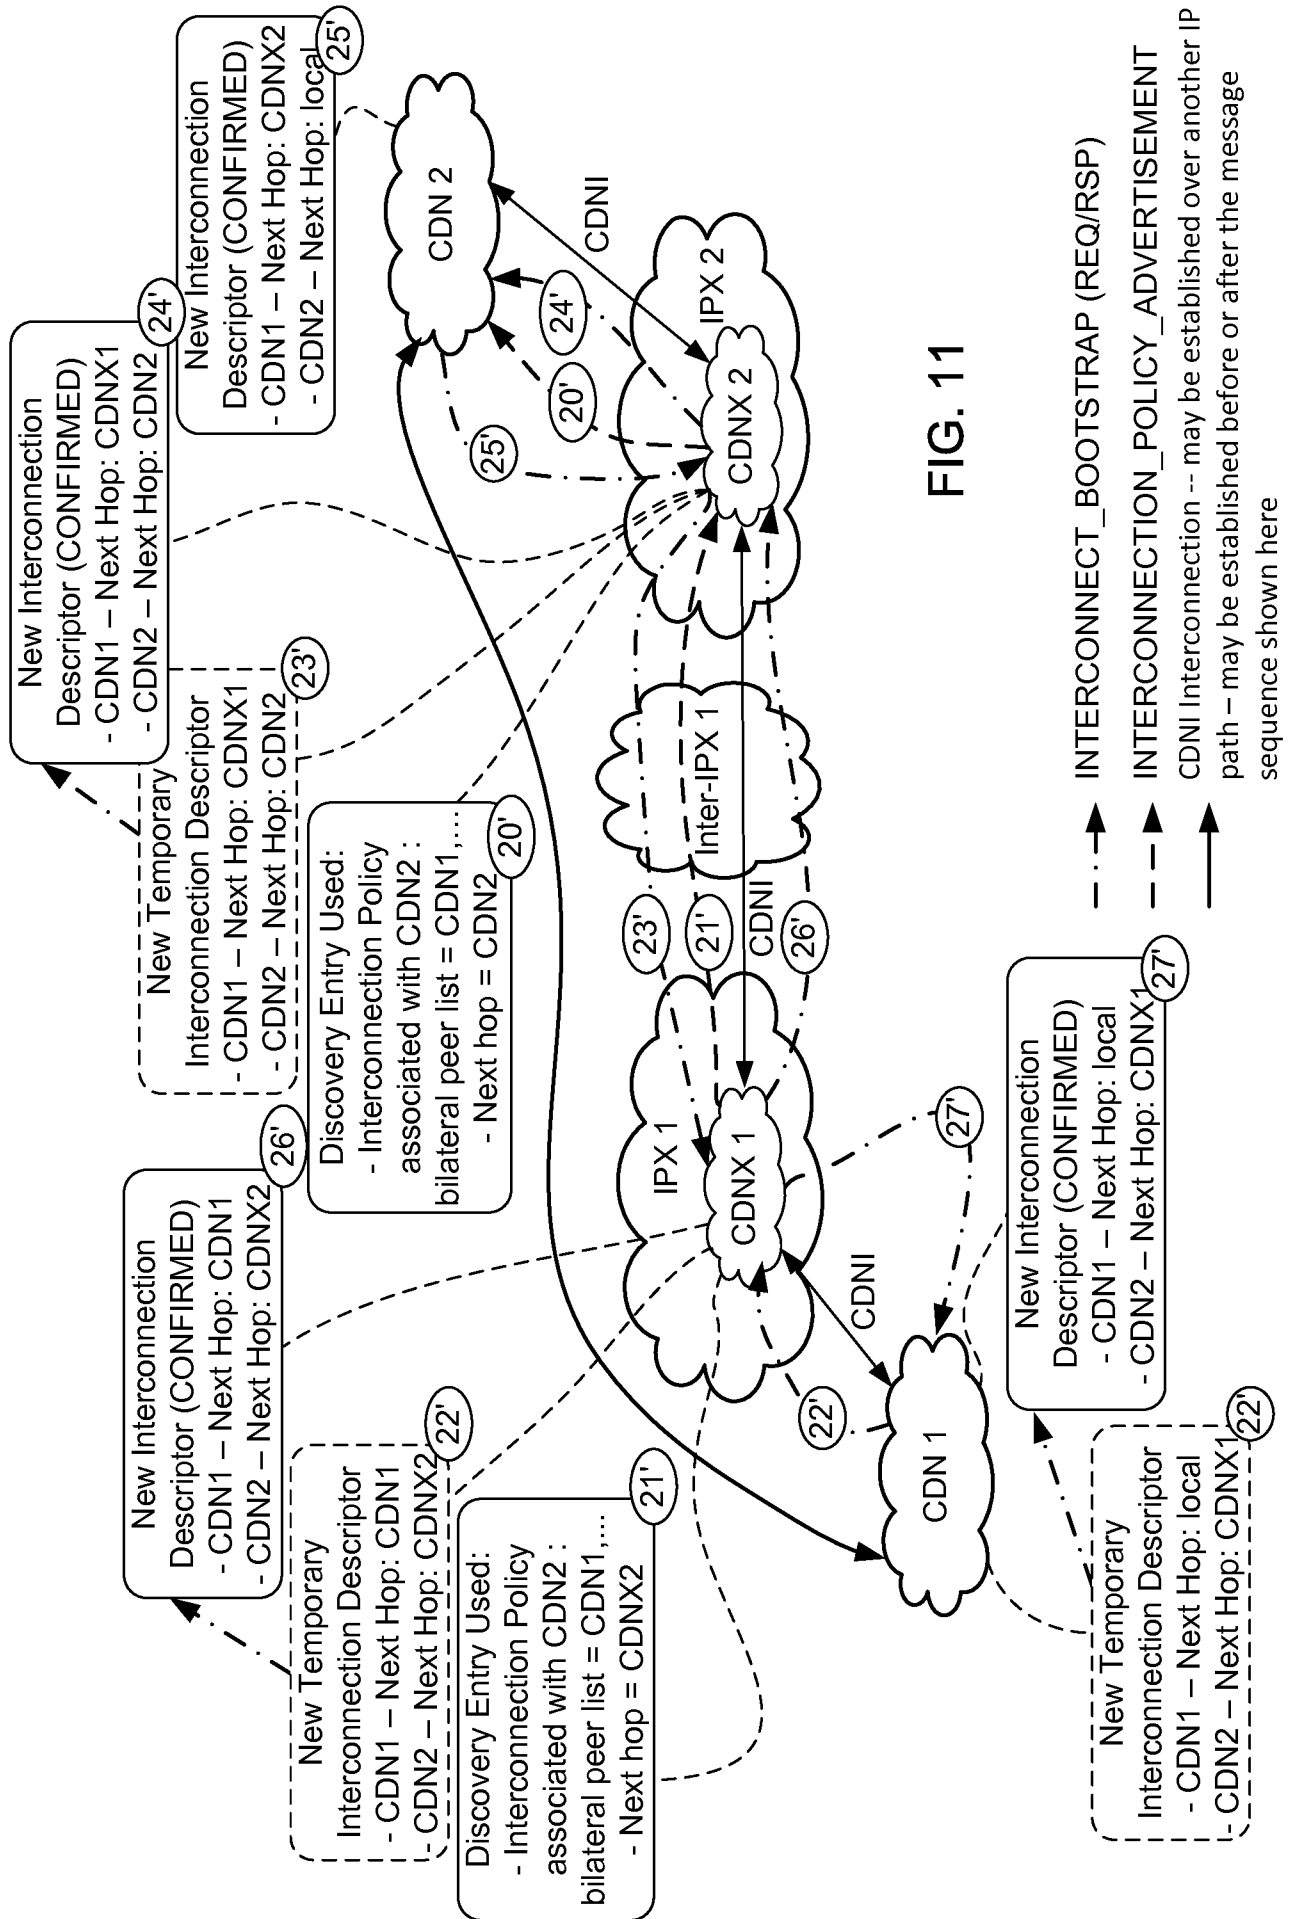 New Interconnection
Descriptor (CONFIRMED)
- CDN1 – Next Hop: CDN1
- CDN2 – Next Hop: CDNX2
26'
New Temporary
Interconnection Descriptor
- CDN1 – Next Hop: CDN1
- CDN2 – Next Hop: CDNX2
22'
Discovery Entry Used:
- Interconnection Policy
associated with CDN2 :
bilateral peer list = CDN1,...
- Next hop = CDNX2
21'
New Interconnection
Descriptor (CONFIRMED)
- CDN1 – Next Hop: CDNX1
- CDN2 – Next Hop: CDN2
24'
New Temporary
Interconnection Descriptor
- CDN1 – Next Hop: CDNX1
- CDN2 – Next Hop: CDN2
23'
Discovery Entry Used:
- Interconnection Policy
associated with CDN2 :
bilateral peer list = CDN1,...
- Next hop = CDN2
20'
New Interconnection
Descriptor (CONFIRMED)
- CDN1 – Next Hop: CDNX2
- CDN2 – Next Hop: local
25'
CDN 2
CDNI
25'
20'
24'
IPX 1
CDNX 1
23'
21'
CDNI
26'
Inter-IPX 1
IPX 2
CDNX 2
22'
CDNI
27'
CDN 1
New Temporary
Interconnection Descriptor
- CDN1 – Next Hop: local
- CDN2 – Next Hop: CDNX1
22'
New Interconnection
Descriptor (CONFIRMED)
- CDN1 – Next Hop: local
- CDN2 – Next Hop: CDNX1
27'
FIG. 11
INTERCONNECT_BOOTSTRAP (REQ/RSP)
INTERCONNECTION_POLICY_ADVERTISEMENT
CDNI Interconnection -- may be established over another IP
path – may be established before or after the message
sequence shown here